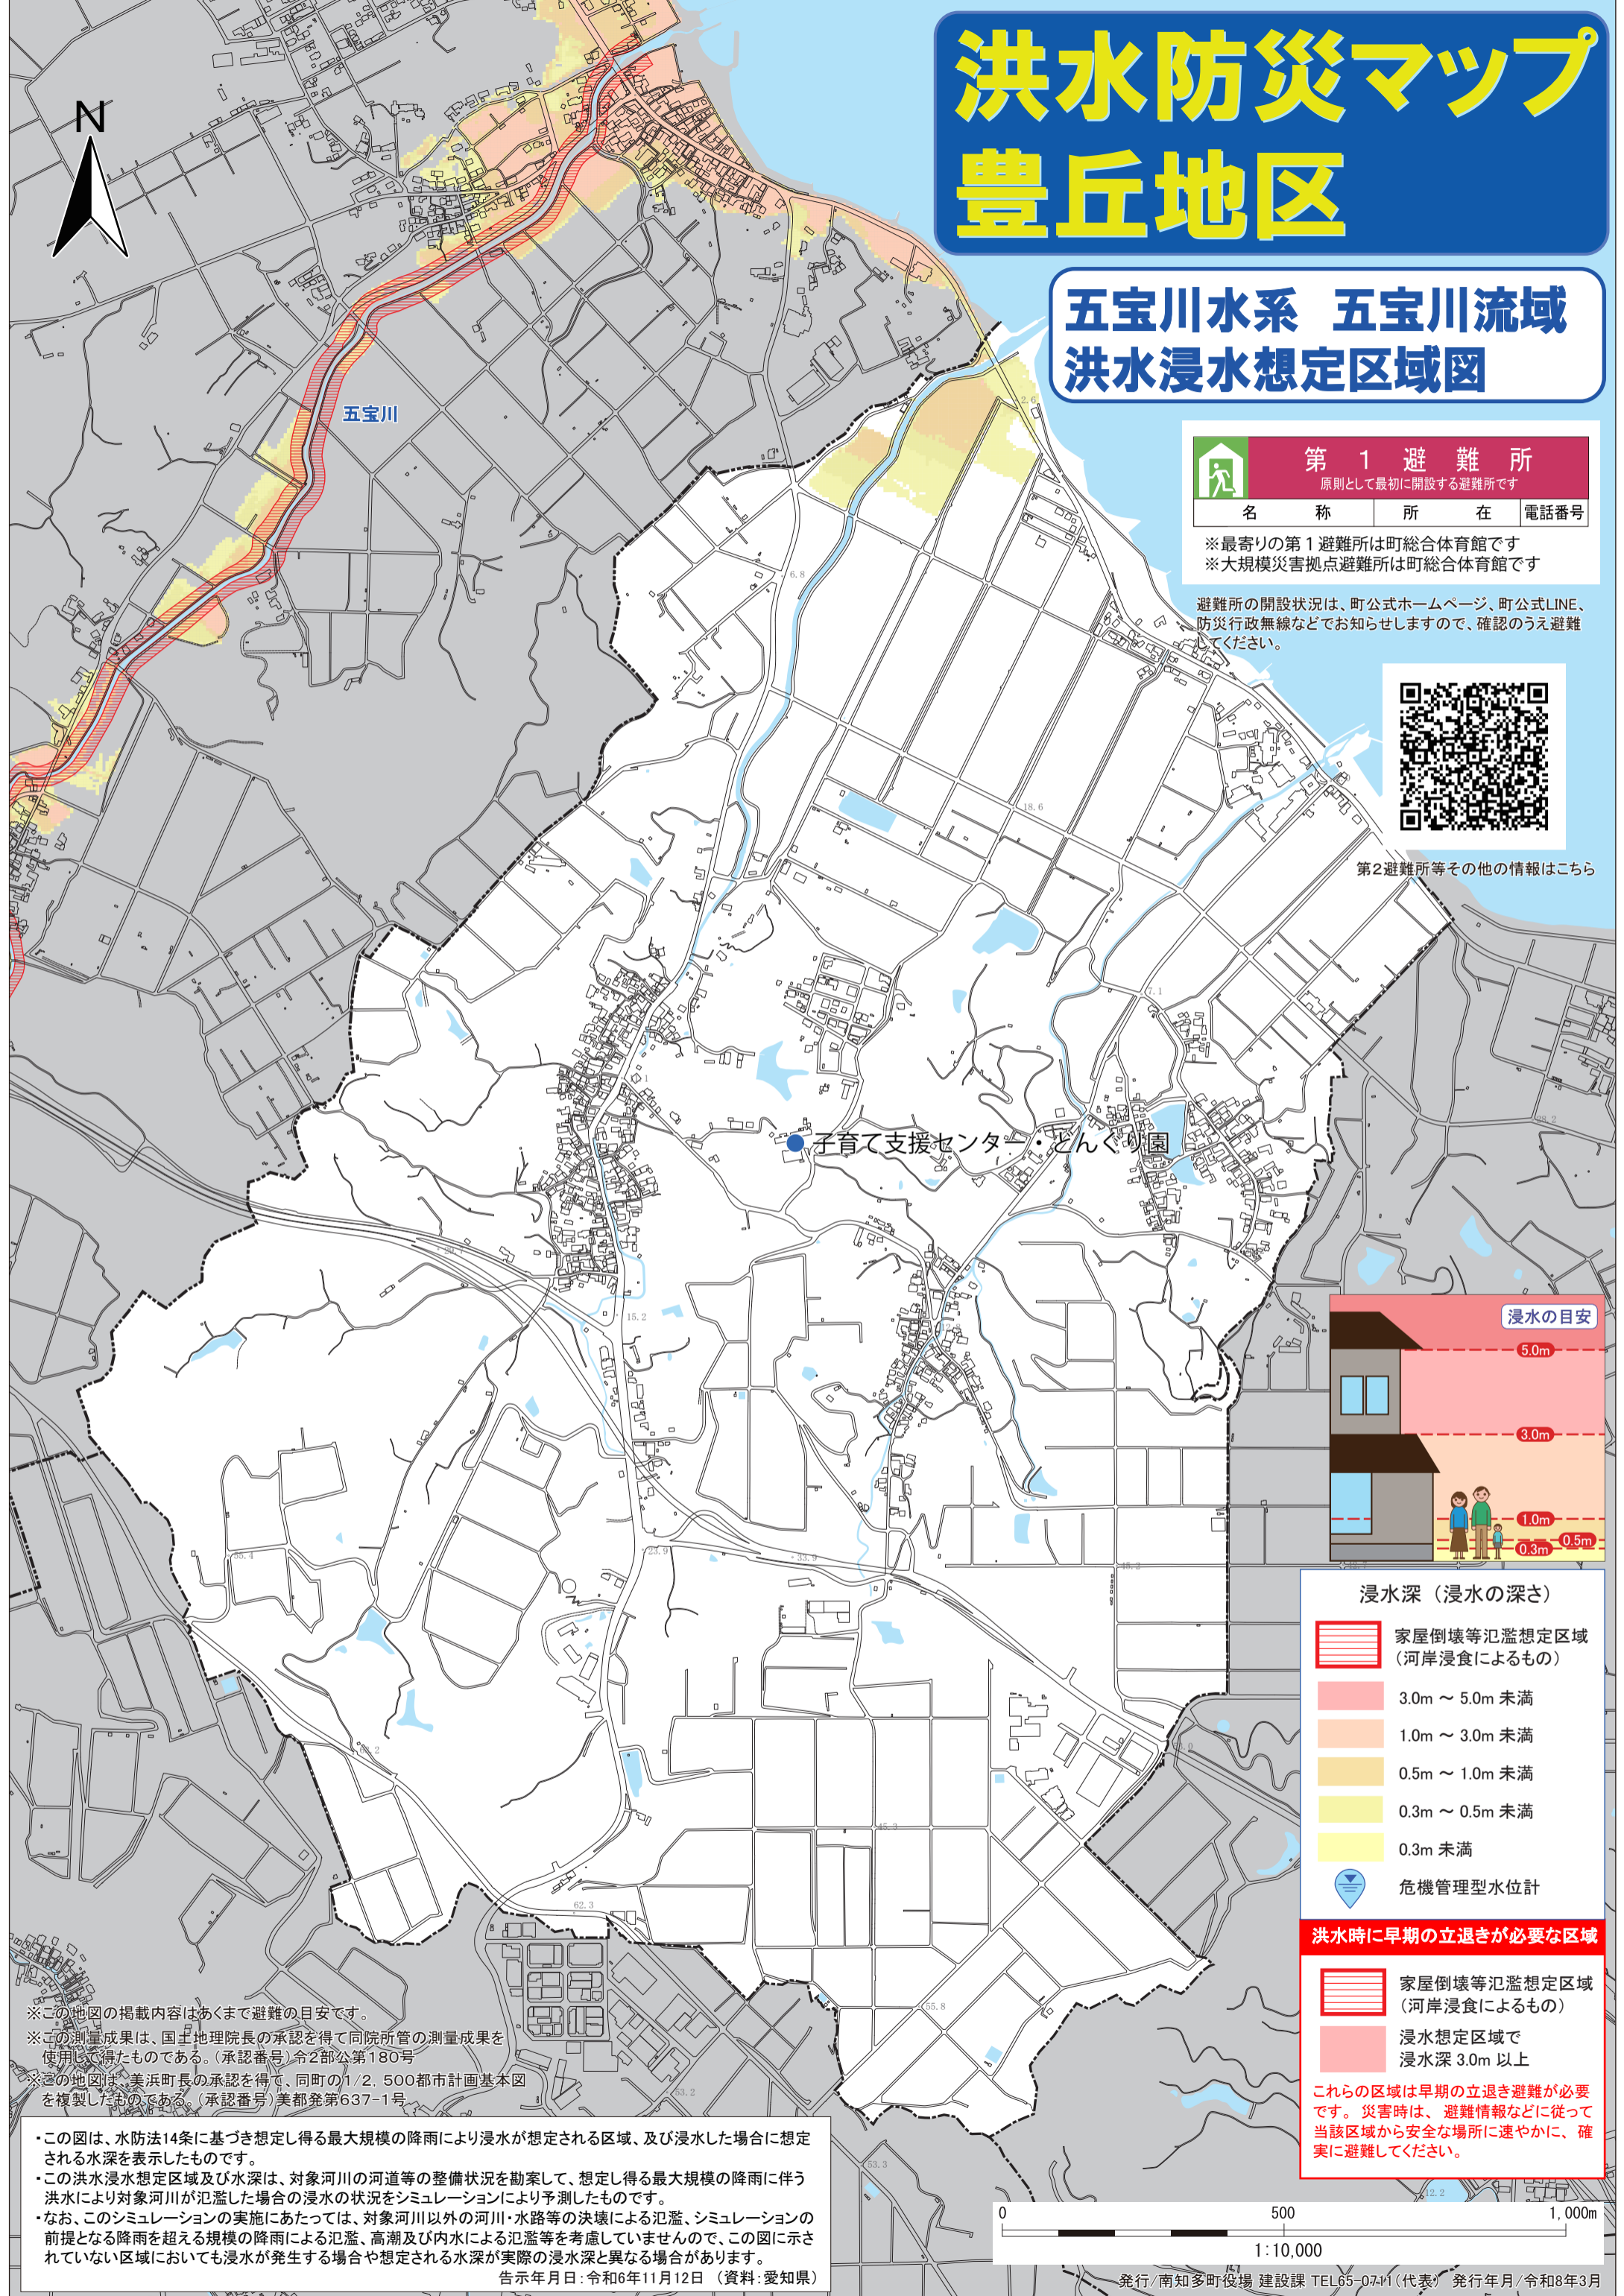 洪水防災マップ
豊丘地区
五宝川水系 五宝川流域
洪水浸水想定区域図
N
五宝川
第1避難所
原則として最初に開設する避難所です
名称 所在 電話番号
※最寄りの第1避難所は町総合体育館です
※大規模災害拠点避難所は町総合体育館です
避難所の開設状況は、町公式ホームページ、町公式LINE、
防災行政無線などでお知らせしますので、確認のうえ避難
してください。
第2避難所等その他の情報はこちら
2.6
6.8
18.6
7.1
子育て支援センター・どんぐり園
15.2
23.9
33.9
45.2
55.4
62.3
45.3
55.8
53.2
53.3
12.2
浸水の目安
5.0m
3.0m
1.0m
0.5m
0.3m
浸水深（浸水の深さ）
家屋倒壊等氾濫想定区域
（河岸浸食によるもの）
3.0m ～ 5.0m 未満
1.0m ～ 3.0m 未満
0.5m ～ 1.0m 未満
0.3m ～ 0.5m 未満
0.3m 未満
危機管理型水位計
洪水時に早期の立退きが必要な区域
家屋倒壊等氾濫想定区域
（河岸浸食によるもの）
浸水想定区域で
浸水深 3.0m 以上
これらの区域は早期の立退き避難が必要
です。災害時は、避難情報などに従って
当該区域から安全な場所に速やかに、確
実に避難してください。
※この地図の掲載内容はあくまで避難の目安です。
※この測量成果は、国土地理院長の承認を得て同院所管の測量成果を
使用して得たものである。（承認番号）令2部公第180号
※この地図は、美浜町長の承認を得て、同町の1/2,500都市計画基本図
を複製したものである。（承認番号）美都発第637-1号
・この図は、水防法14条に基づき想定し得る最大規模の降雨により浸水が想定される区域、及び浸水した場合に想定
される水深を表示したものです。
・この洪水浸水想定区域及び水深は、対象河川の河道等の整備状況を勘案して、想定し得る最大規模の降雨に伴う
洪水により対象河川が氾濫した場合の浸水の状況をシミュレーションにより予測したものです。
・なお、このシミュレーションの実施にあたっては、対象河川以外の河川・水路等の決壊による氾濫、シミュレーションの
前提となる降雨を超える規模の降雨による氾濫、高潮及び内水による氾濫等を考慮していませんので、この図に示さ
れていない区域においても浸水が発生する場合や想定される水深が実際の浸水深と異なる場合があります。
告示年月日：令和6年11月12日 （資料：愛知県）
0 500 1,000m
1:10,000
発行/南知多町役場 建設課 TEL65-0711（代表） 発行年月/令和8年3月